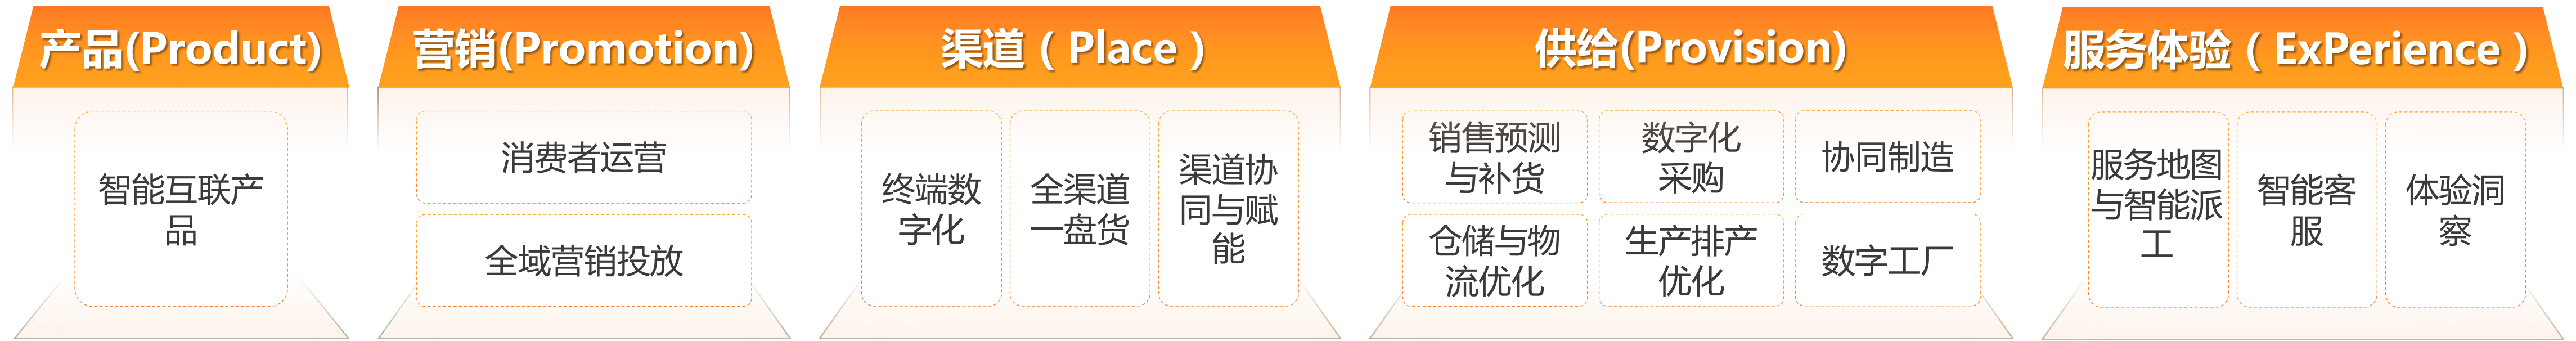 产品(Product)
智能互联产
品
营销(Promotion)
消费者运营
全域营销投放
渠道（Place）
终端数
字化
全渠道
一盘货
渠道协
同与赋
能
供给(Provision)
销售预测
与补货
数字化
采购
协同制造
仓储与物
流优化
生产排产
优化
数字工厂
服务体验（ExPerience）
服务地图
与智能派
工
智能客
服
体验洞
察